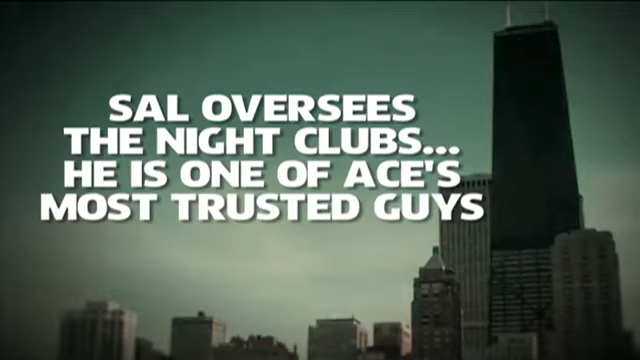 SAL OVERSEES
THE NIGHT CLUBS...
HE IS ONE OF ACE'S
MOST TRUSTED GUYS